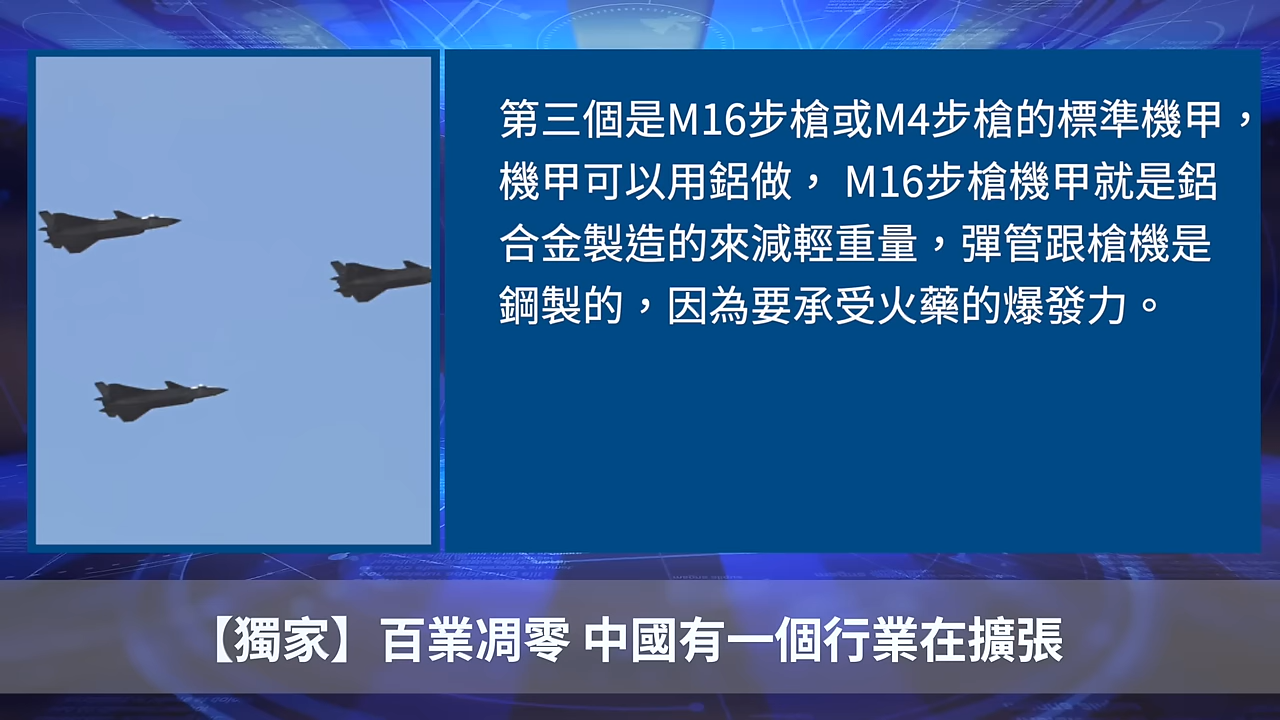 第三個是M16步槍或M4步槍的標準機甲，
機甲可以用鋁做， M16步槍機甲就是鋁
合金製造的來減輕重量，彈管跟槍機是
鋼製的，因為要承受火藥的爆發力。
【獨家】百業凋零 中國有一個行業在擴張